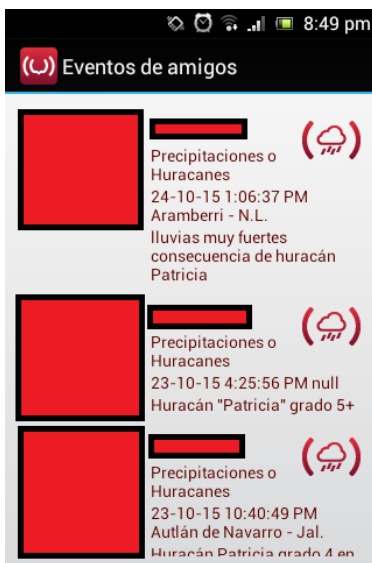 8:49 pm
Eventos de amigos
Precipitaciones o
Huracanes
24-10-15 1:06:37 PM
Aramberri - N.L.
lluvias muy fuertes
consecuencia de huracán
Patricia
Precipitaciones o
Huracanes
23-10-15 4:25:56 PM null
Huracán "Patricia" grado 5+
Precipitaciones o
Huracanes
23-10-15 10:40:49 PM
Autlán de Navarro - Jal.
Huracán Patricia grado 4 en